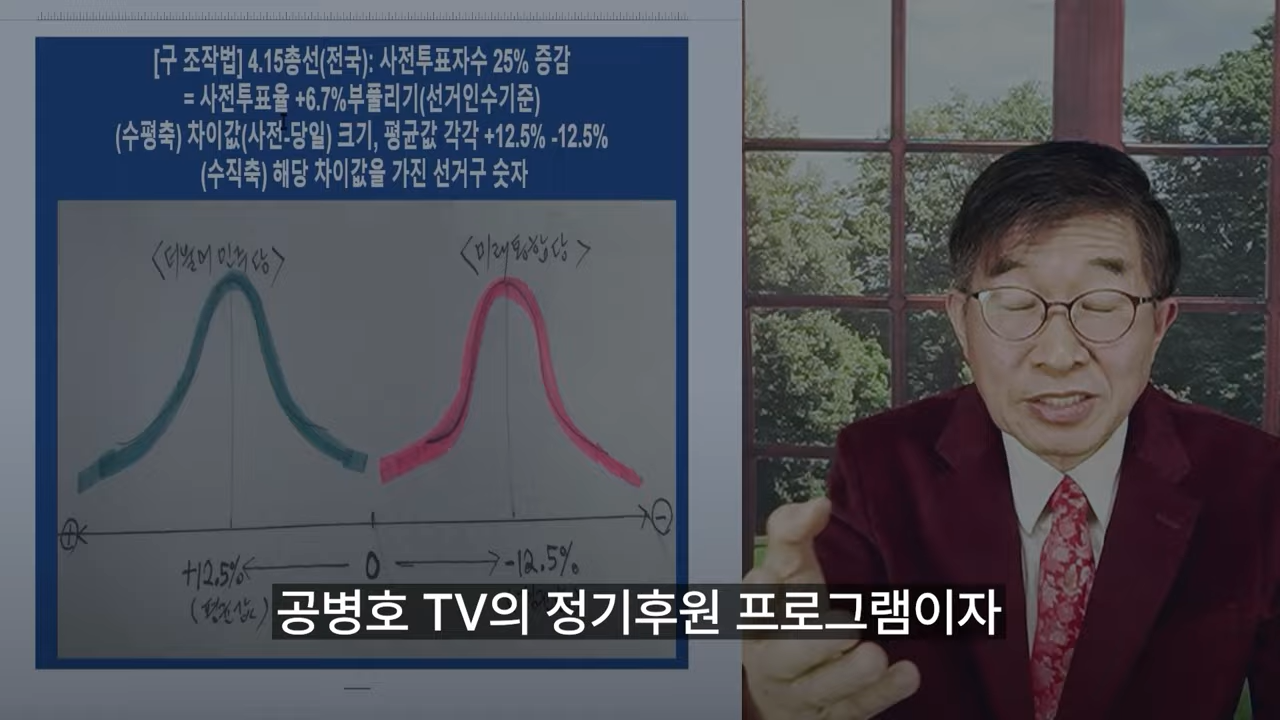 [구 조작법] 4.15총선(전국): 사전투표자수 25% 증감
= 사전투표율 +6.7%부풀리기(선거인수기준)
(수평축) 차이값(사전-당일) 크기, 평균값 각각 +12.5% -12.5%
(수직축) 해당 차이값을 가진 선거구 숫자
<더불어민주당>
<미래통합당>
+
-
+12.5%
0
-12.5%
(평균값)
공병호 TV의 정기후원 프로그램이자